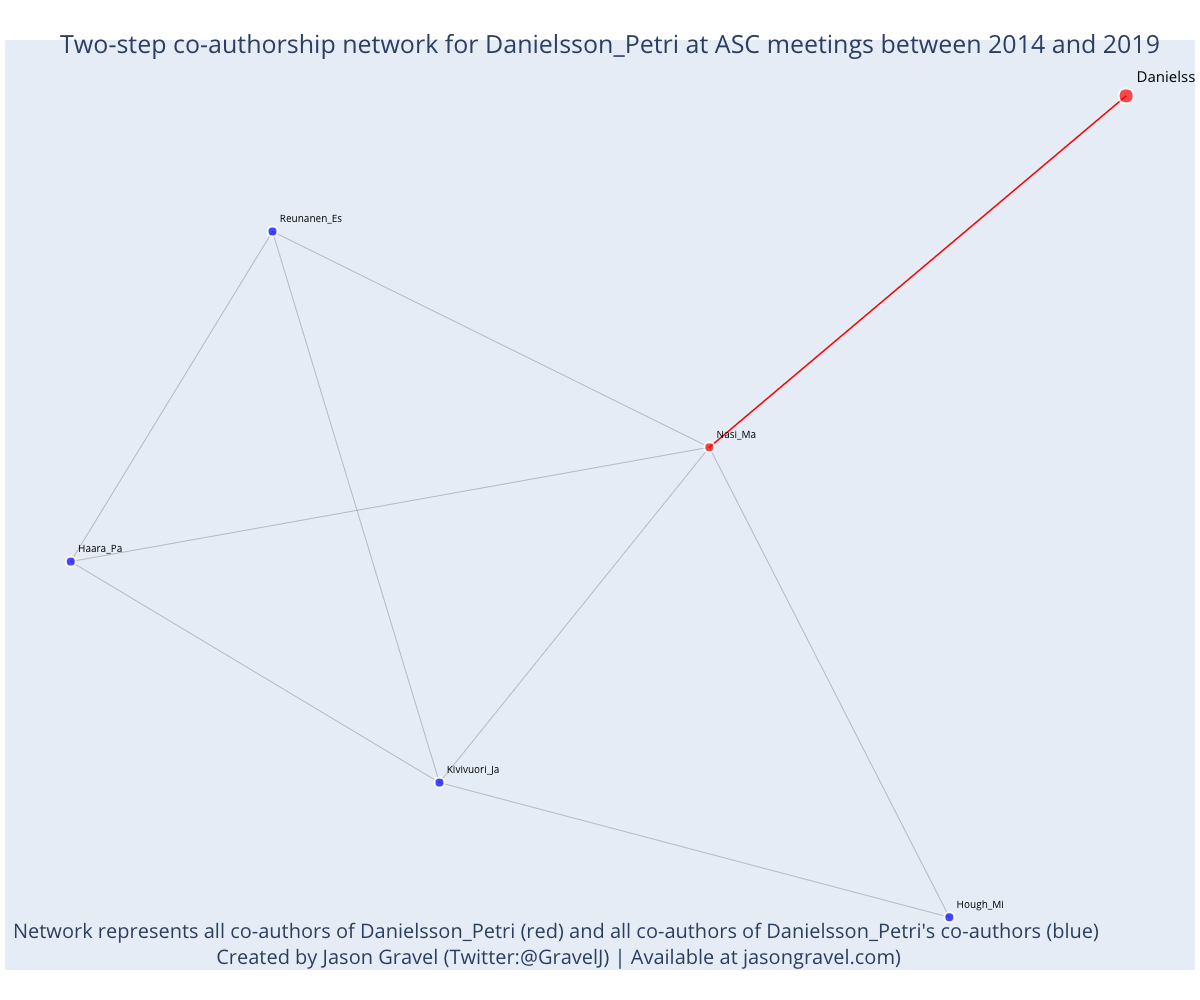 Two-step co-authorship network for Danielsson_Petri at ASC meetings between 2014 and 2019
Danielss
Reunanen_Es
Nasi_Ma
Haara_Pa
Kivivuori_Ja
Hough_Mi
Network represents all co-authors of Danielsson_Petri (red) and all co-authors of Danielsson_Petri's co-authors (blue)
Created by Jason Gravel (Twitter:@GravelJ) | Available at jasongravel.com)